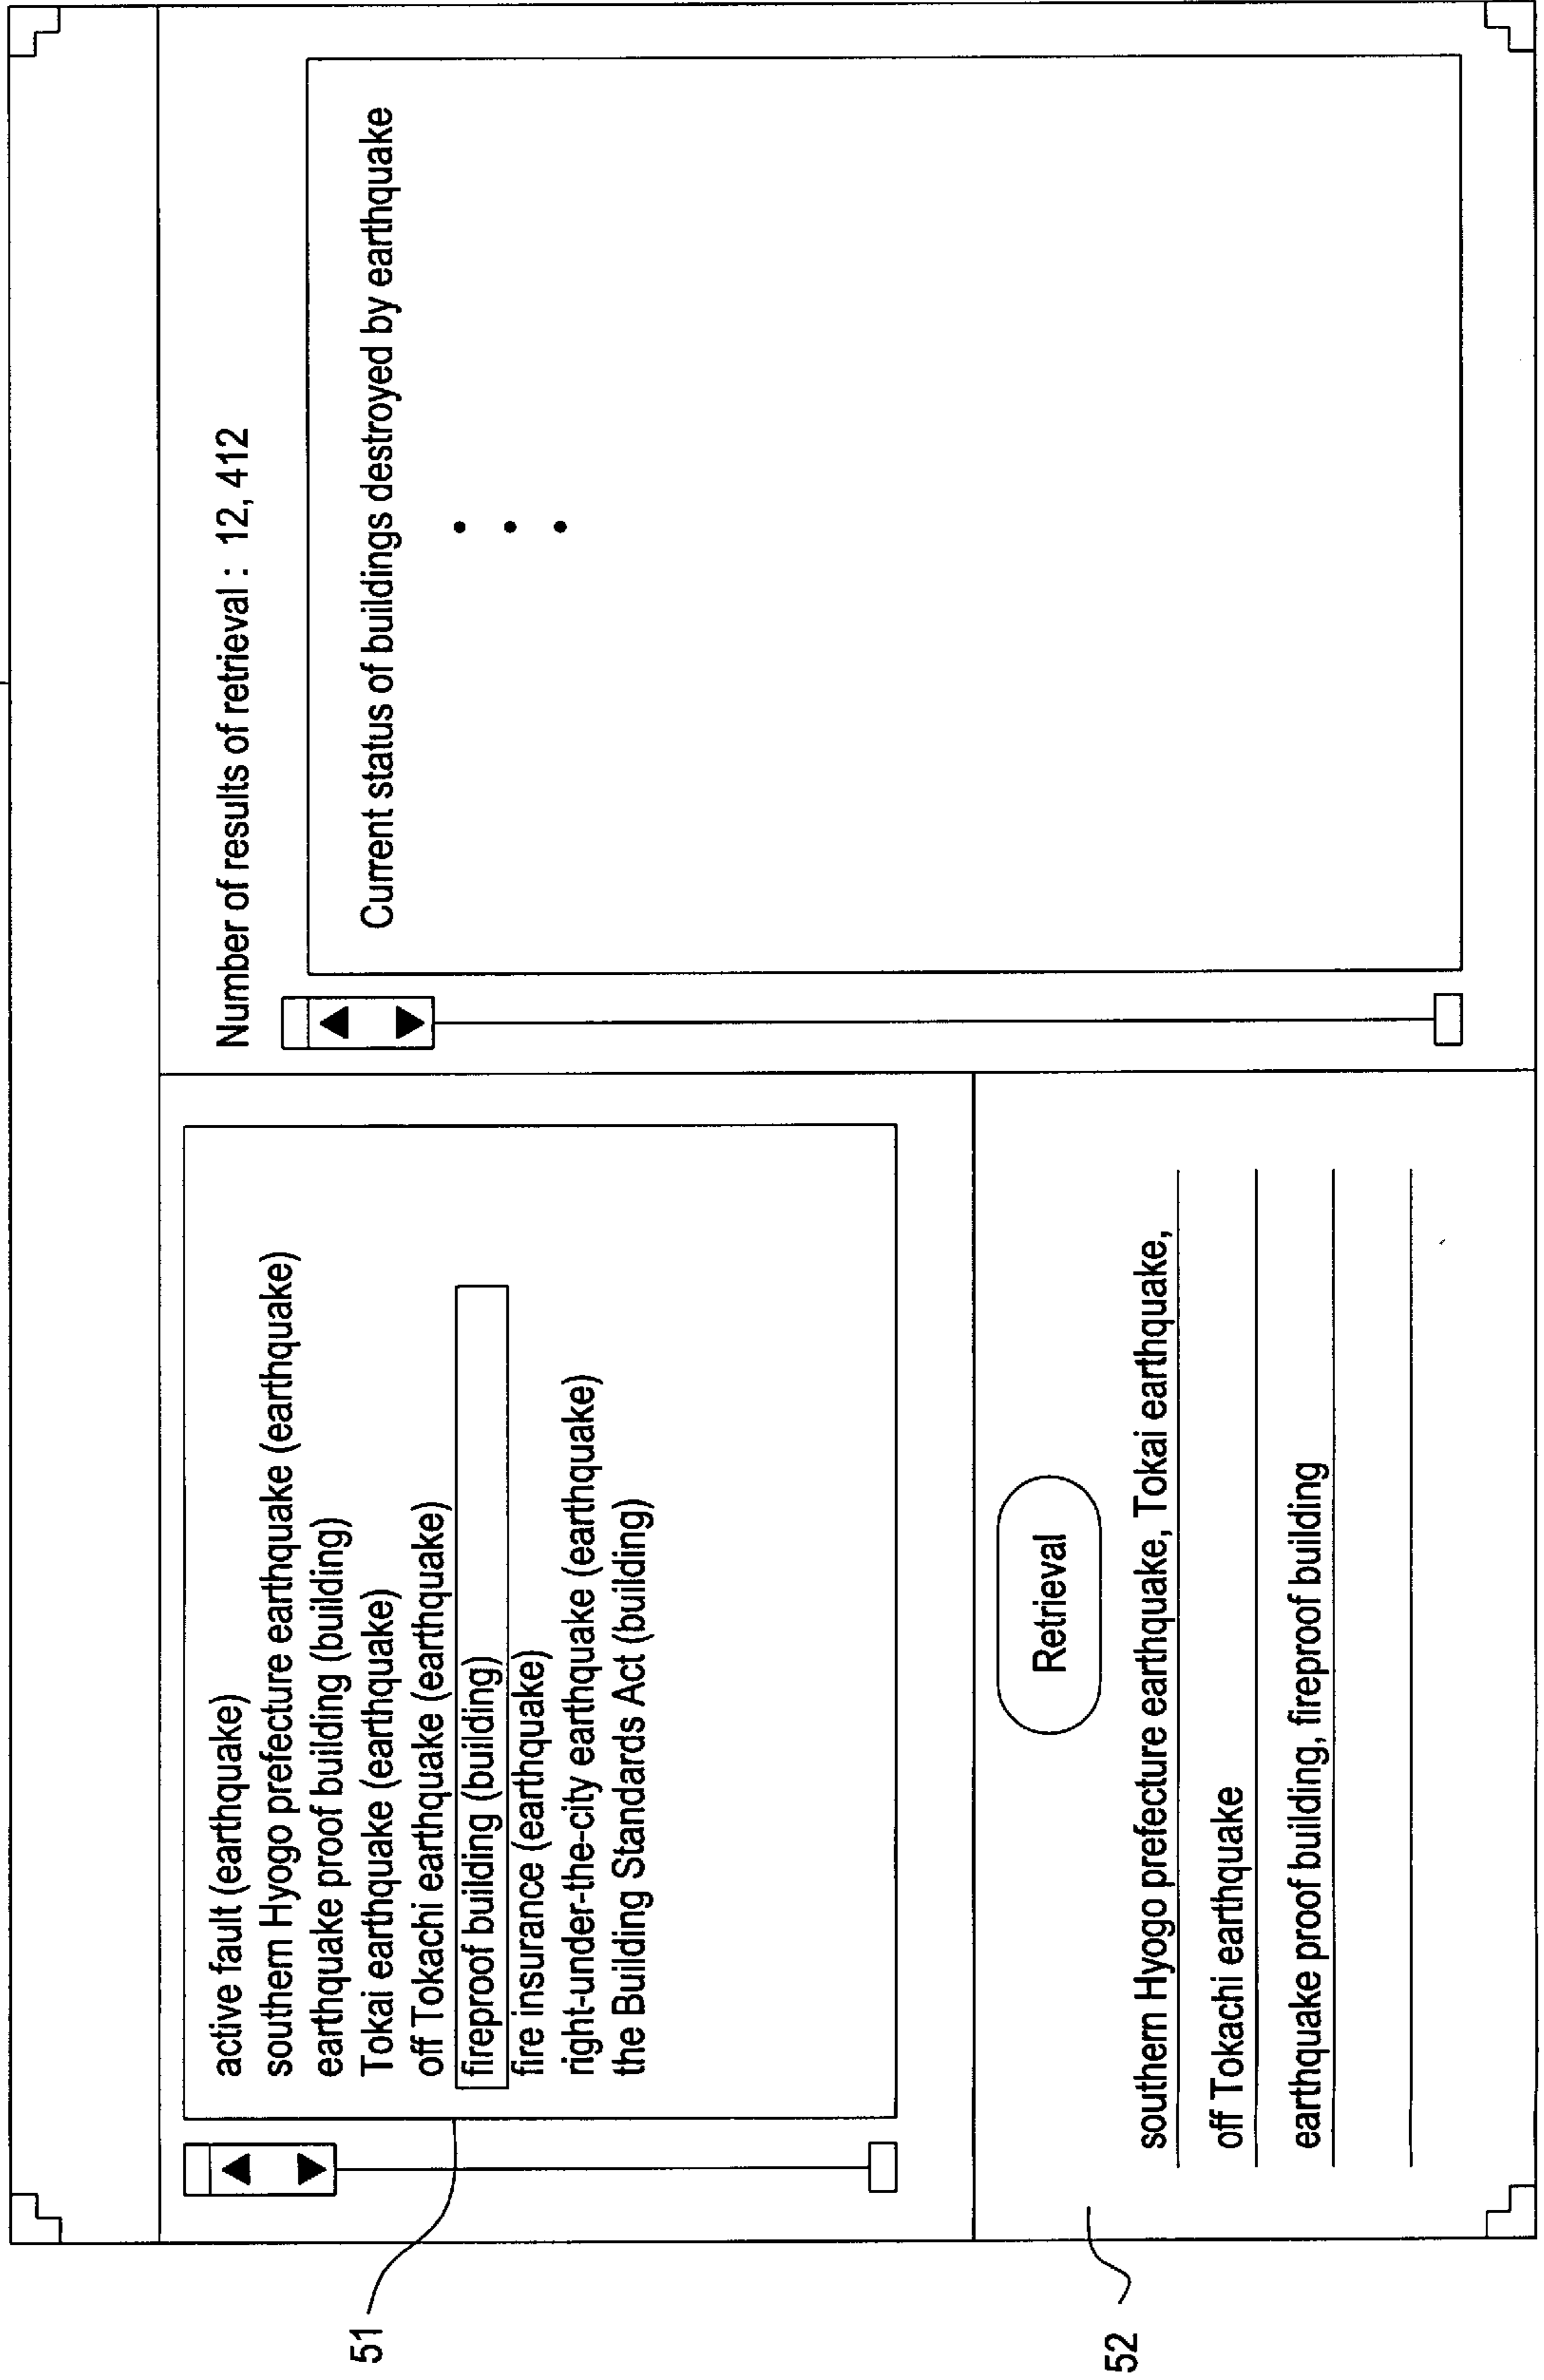 51
active fault (earthquake)
southern Hyogo prefecture earthquake (earthquake)
earthquake proof building (building)
Tokai earthquake (earthquake)
off Tokachi earthquake (earthquake)
fireproof building (building)
fire insurance (earthquake)
right-under-the-city earthquake (earthquake)
the Building Standards Act (building)
52
Retrieval
southern Hyogo prefecture earthquake, Tokai earthquake,
off Tokachi earthquake
earthquake proof building, fireproof building
Number of results of retrieval : 12, 412
Current status of buildings destroyed by earthquake